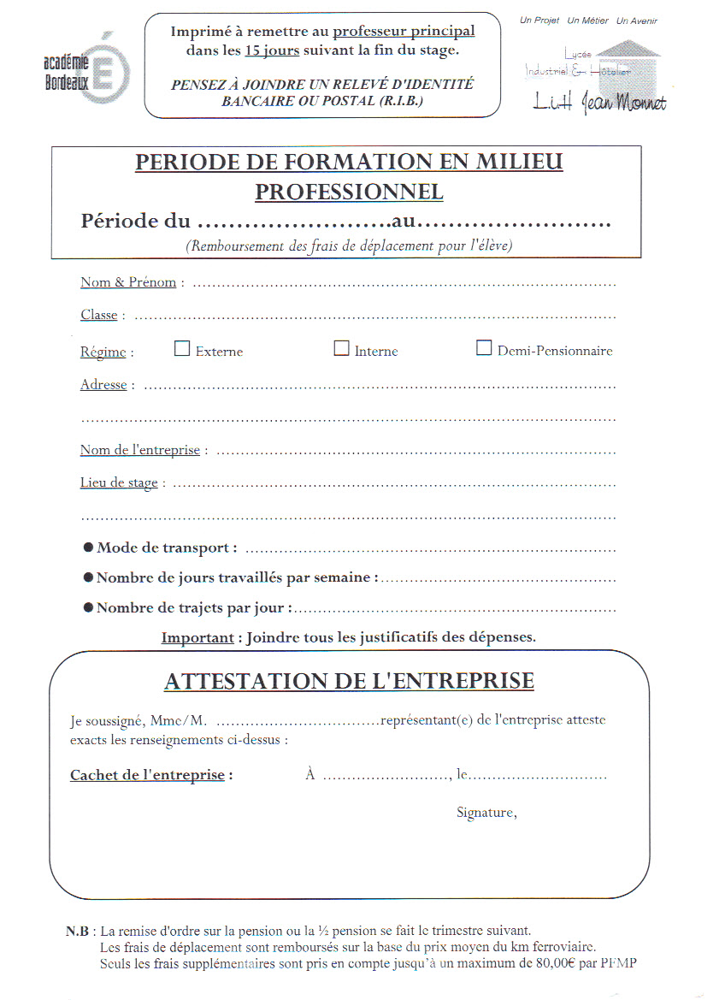 Imprimé à remettre au professeur principal
dans les 15 jours suivant la fin du stage.
PENSEZ À JOINDRE UN RELEVÉ D'IDENTITÉ
BANCAIRE OU POSTAL (R.I.B.)
académie
Bordeaux
É
Un Projet Un Métier Un Avenir
Lycée
Industriel & Hôtelier
L.i.H Jean Monnet
PERIODE DE FORMATION EN MILIEU
PROFESSIONNEL
Période du ..........................au..........................
(Remboursement des frais de déplacement pour l'élève)
Nom & Prénom : ..........................................................................
Classe : ..........................................................................
Régime : ☐ Externe ☐ Interne ☐ Demi-Pensionnaire
Adresse : ..........................................................................
..........................................................................
Nom de l'entreprise : ..........................................................................
Lieu de stage : ..........................................................................
..........................................................................
● Mode de transport : ..........................................................................
● Nombre de jours travaillés par semaine :..................................................
● Nombre de trajets par jour :..................................................................
Important : Joindre tous les justificatifs des dépenses.
ATTESTATION DE L'ENTREPRISE
Je soussigné, Mme/M. ..................................représentant(e) de l'entreprise atteste
exacts les renseignements ci-dessus :
Cachet de l'entreprise : À .........................., le............................
Signature,
N.B : La remise d'ordre sur la pension ou la ½ pension se fait le trimestre suivant.
Les frais de déplacement sont remboursés sur la base du prix moyen du km ferroviaire.
Seuls les frais supplémentaires sont pris en compte jusqu'à un maximum de 80,00€ par PFMP